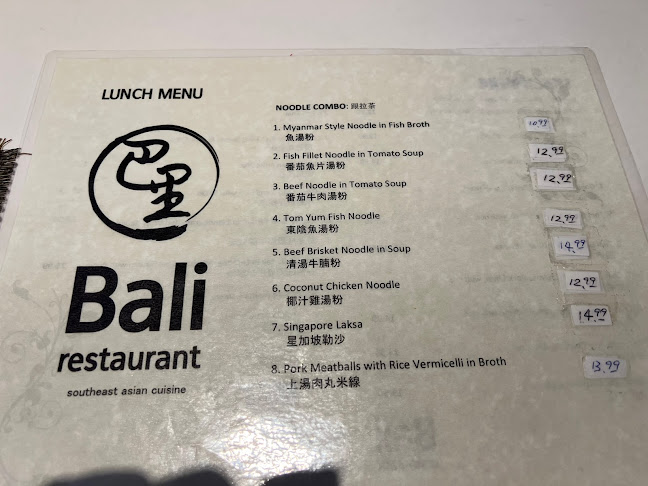 LUNCH MENU
巴里
Bali
restaurant
southeast asian cuisine
NOODLE COMBO: 跟拉茶
1. Myanmar Style Noodle in Fish Broth 10.99
魚湯粉
2. Fish Fillet Noodle in Tomato Soup 12.99
番茄魚片湯粉
3. Beef Noodle in Tomato Soup 12.99
番茄牛肉湯粉
4. Tom Yum Fish Noodle 12.99
東陰魚湯粉
5. Beef Brisket Noodle in Soup 14.99
清湯牛腩粉
6. Coconut Chicken Noodle 12.99
椰汁雞湯粉
7. Singapore Laksa 14.99
星加坡勒沙
8. Pork Meatballs with Rice Vermicelli in Broth 13.99
上湯肉丸米線